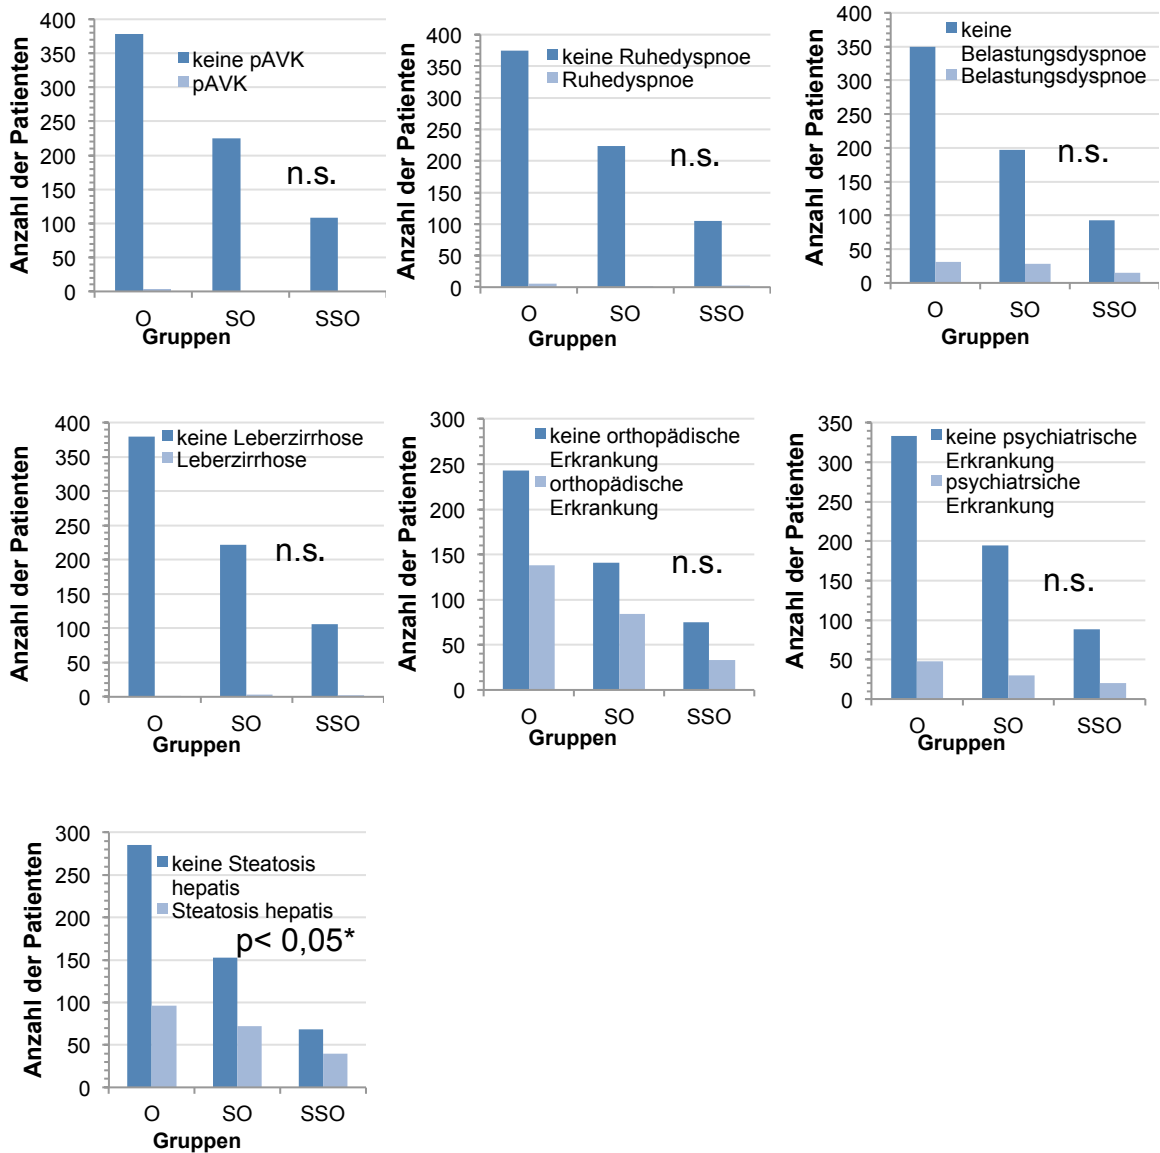 400
350
300
250
200
150
100
50
0
Anzahl der Patienten
keine pAVK
pAVK
n.s.
O SO SSO
Gruppen
400
350
300
250
200
150
100
50
0
Anzahl der Patienten
keine Ruhedyspnoe
Ruhedyspnoe
n.s.
O SO SSO
Gruppen
400
350
300
250
200
150
100
50
0
Anzahl der Patienten
keine
Belastungsdyspnoe
Belastungsdyspnoe
n.s.
O SO SSO
Gruppen
400
350
300
250
200
150
100
50
0
Anzahl der Patienten
keine Leberzirrhose
Leberzirrhose
n.s.
O SO SSO
Gruppen
300
250
200
150
100
50
0
Anzahl der Patienten
keine orthopädische
Erkrankung
orthopädische
Erkrankung
n.s.
O SO SSO
Gruppen
350
300
250
200
150
100
50
0
Anzahl der Patienten
keine psychiatrische
Erkrankung
psychiatrsiche
Erkrankung
n.s.
O SO SSO
Gruppen
300
250
200
150
100
50
0
Anzahl der Patienten
keine Steatosis
hepatis
Steatosis hepatis
p< 0,05*
O SO SSO
Gruppen